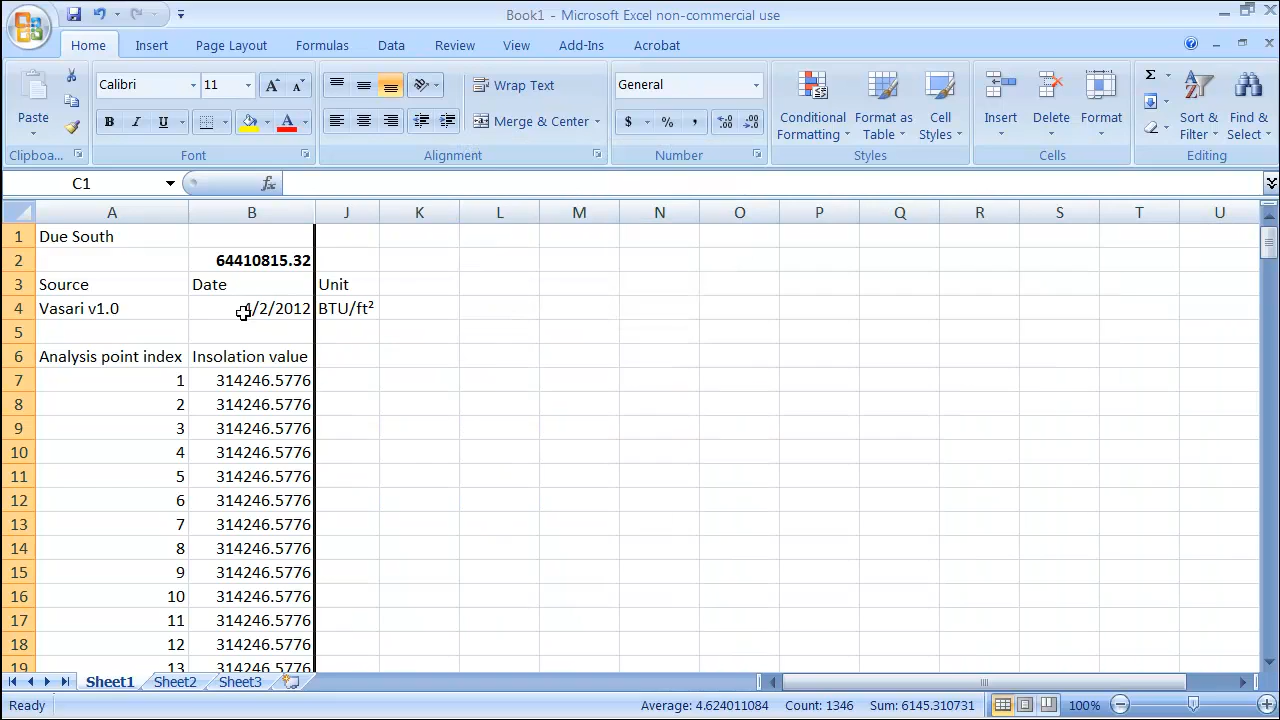 Book1 - Microsoft Excel non-commercial use
Home Insert Page Layout Formulas Data Review View Add-Ins Acrobat
Calibri 11 Wrap Text General
Paste B I U Merge & Center $ % , Conditional Formatting Format as Table Cell Styles Insert Delete Format Sort & Filter Find & Select
Clipboa... Font Alignment Number Styles Cells Editing
C1 fx
A B J K L M N O P Q R S T U
1 Due South
2 64410815.32
3 Source Date Unit
4 Vasari v1.0 4/2/2012 BTU/ft²
5
6 Analysis point index Insolation value
7 1 314246.5776
8 2 314246.5776
9 3 314246.5776
10 4 314246.5776
11 5 314246.5776
12 6 314246.5776
13 7 314246.5776
14 8 314246.5776
15 9 314246.5776
16 10 314246.5776
17 11 314246.5776
18 12 314246.5776
19 13 314246.5776
Sheet1 Sheet2 Sheet3
Ready Average: 4.624011084 Count: 1346 Sum: 6145.310731 100%